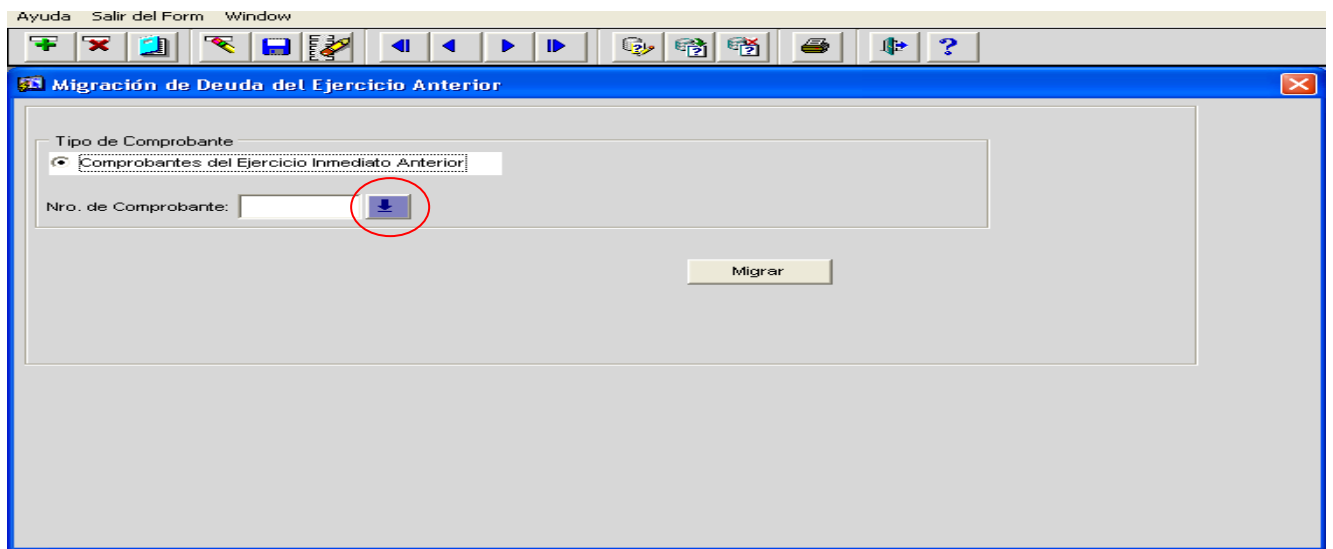 Ayuda Salir del Form Window
Migración de Deuda del Ejercicio Anterior
Tipo de Comprobante
Comprobantes del Ejercicio Inmediato Anterior
Nro. de Comprobante:
Migrar